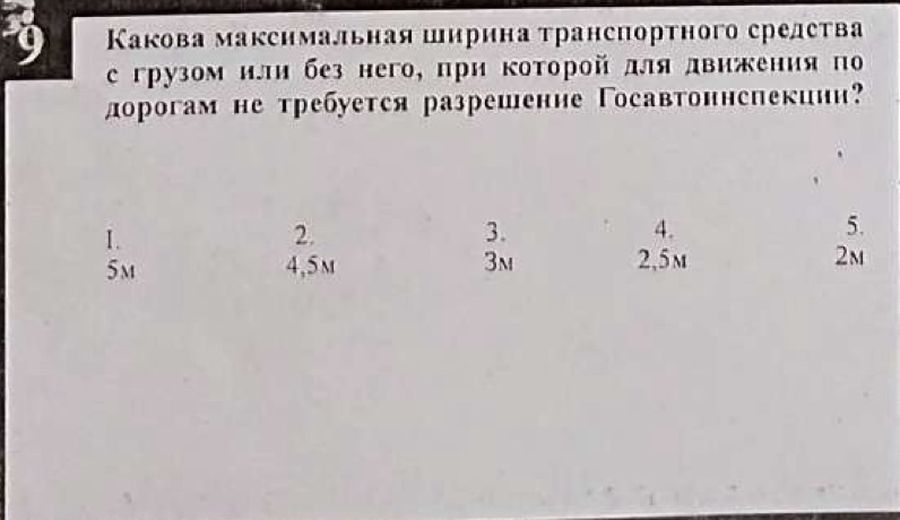 9
Какова максимальная ширина транспортного средства
с грузом или без него, при которой для движения по
дорогам не требуется разрешение Госавтоинспекции?
1. 2. 3. 4. 5.
5м 4,5м 3м 2,5м 2м